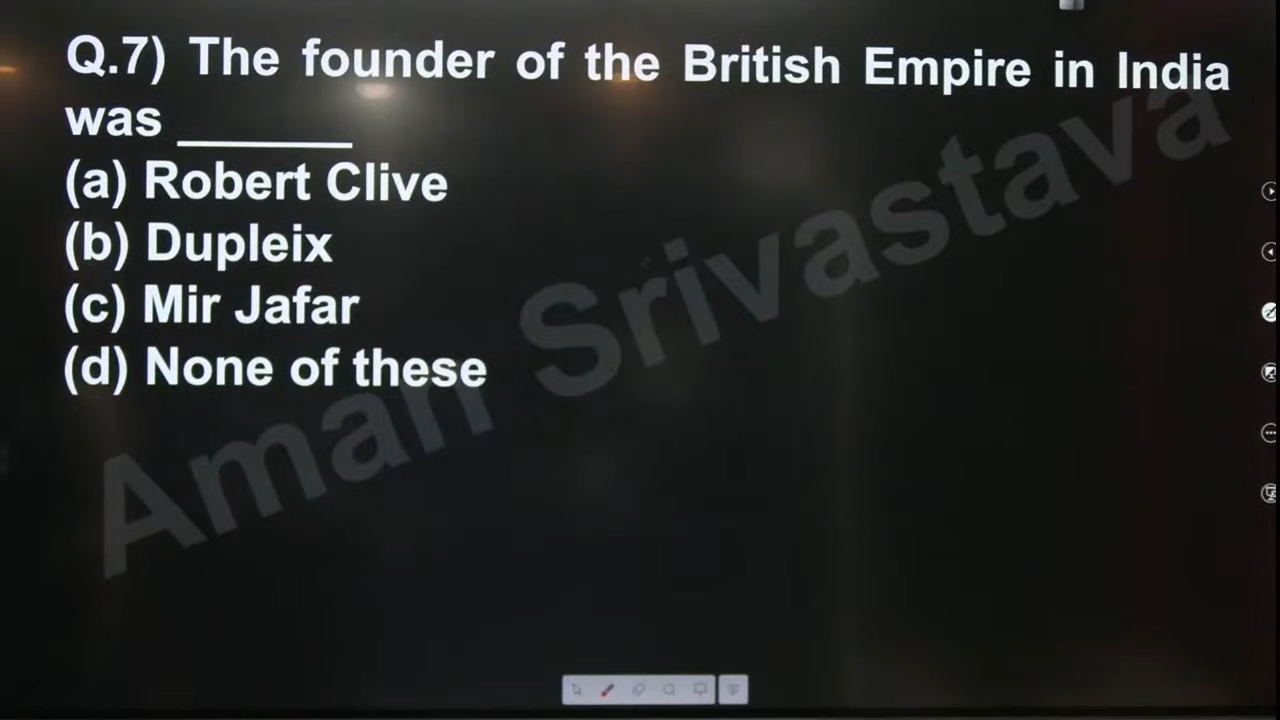 Q.7) The founder of the British Empire in India
was ______
(a) Robert Clive
(b) Dupleix
(c) Mir Jafar
(d) None of these
Aman Srivastava